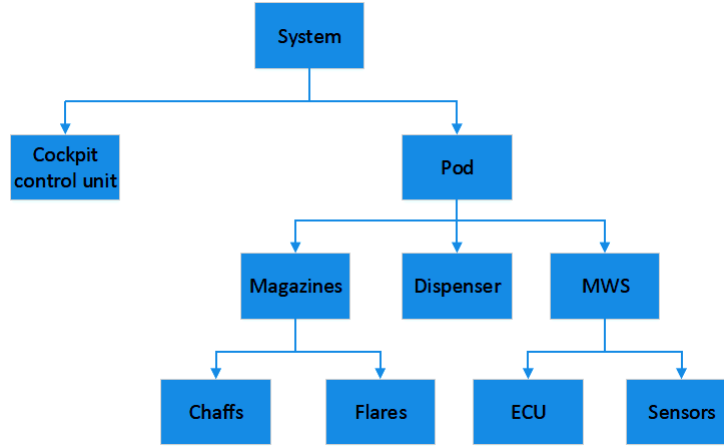 System
Cockpit
control unit
Pod
Magazines
Dispenser
MWS
Chaffs
Flares
ECU
Sensors